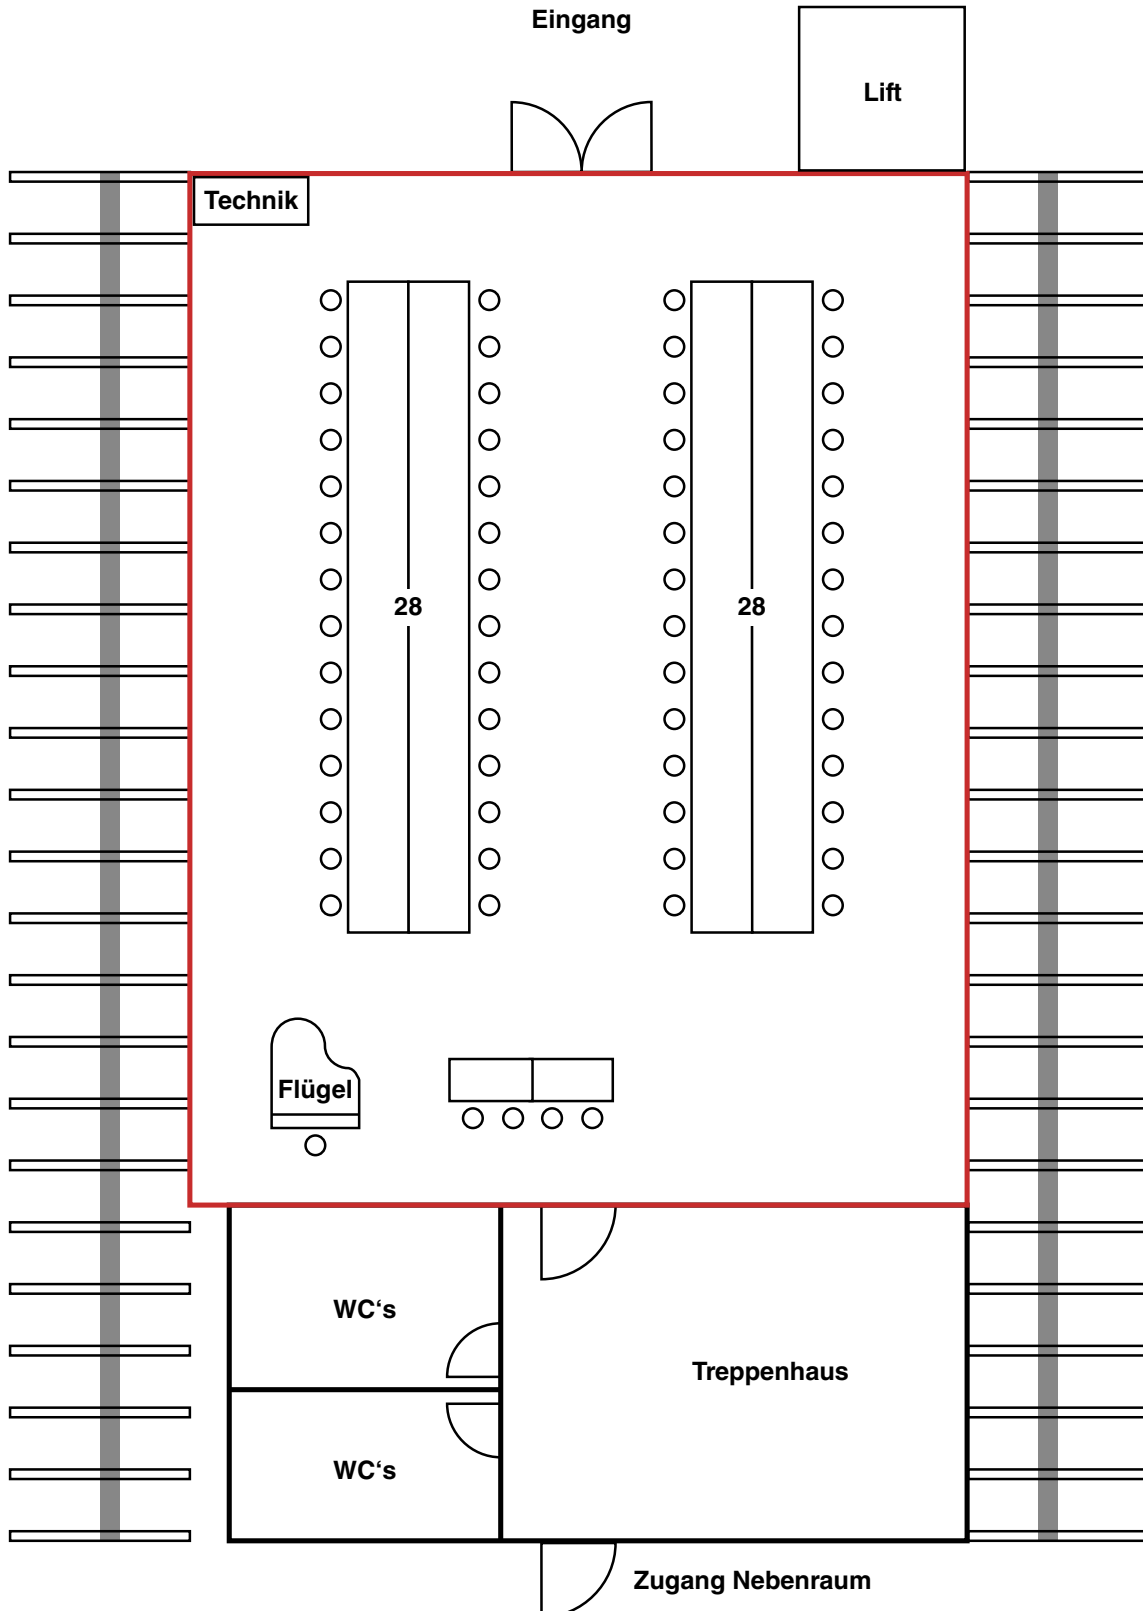 Eingang
Lift
Technik
28
28
Flügel
WC‘s
Treppenhaus
WC‘s
Zugang Nebenraum